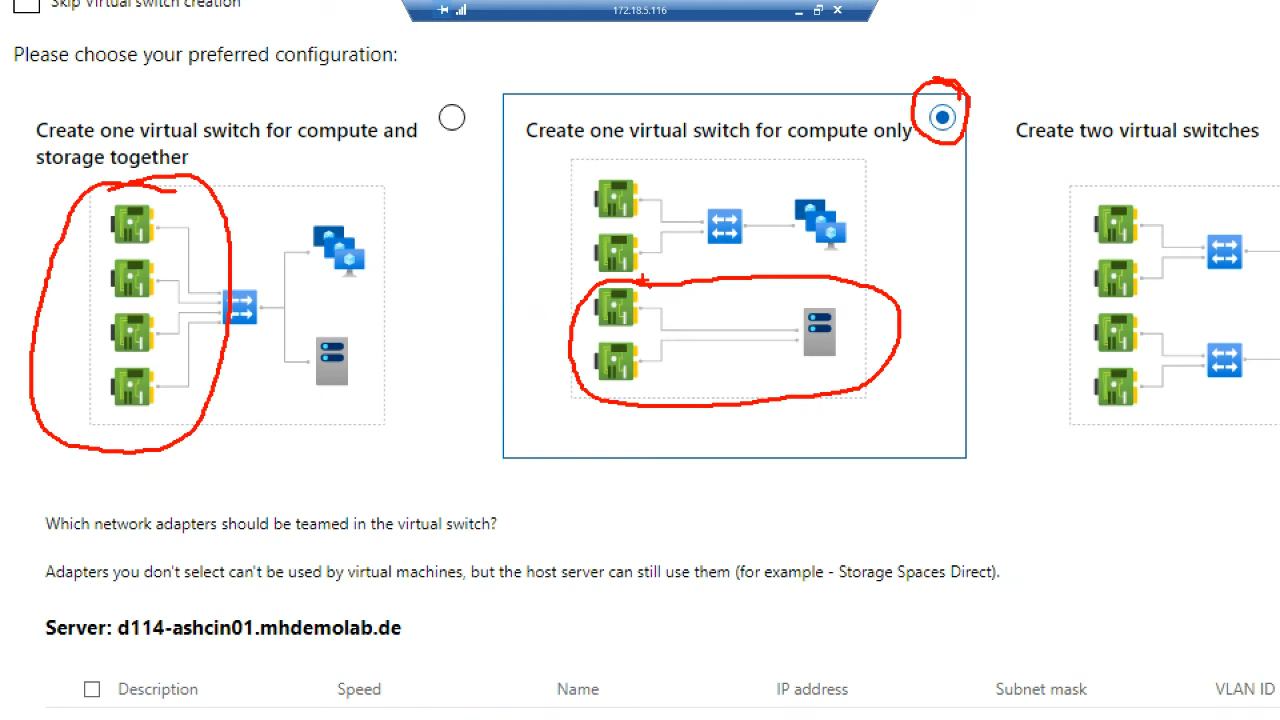 Skip virtual switch creation
172.18.5.116
Please choose your preferred configuration:
Create one virtual switch for compute and
storage together
Create one virtual switch for compute only
Create two virtual switches
Which network adapters should be teamed in the virtual switch?
Adapters you don't select can't be used by virtual machines, but the host server can still use them (for example - Storage Spaces Direct).
Server: d114-ashcin01.mhdemolab.de
Description Speed Name IP address Subnet mask VLAN ID